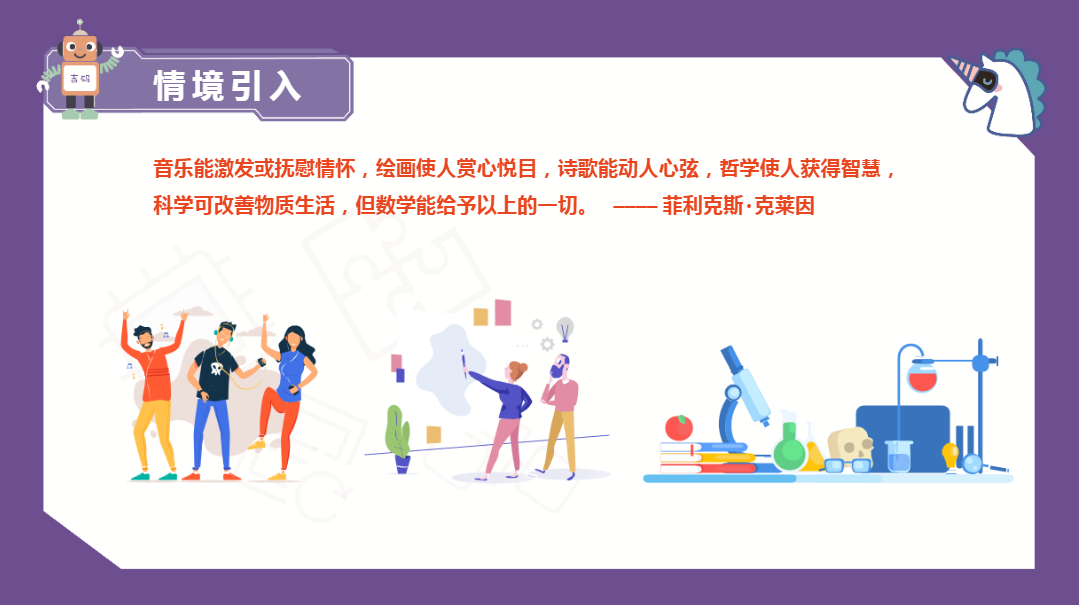 吉码
情境引入
音乐能激发或抚慰情怀，绘画使人赏心悦目，诗歌能动人心弦，哲学使人获得智慧，
科学可改善物质生活，但数学能给予以上的一切。 ——— 菲利克斯·克莱因